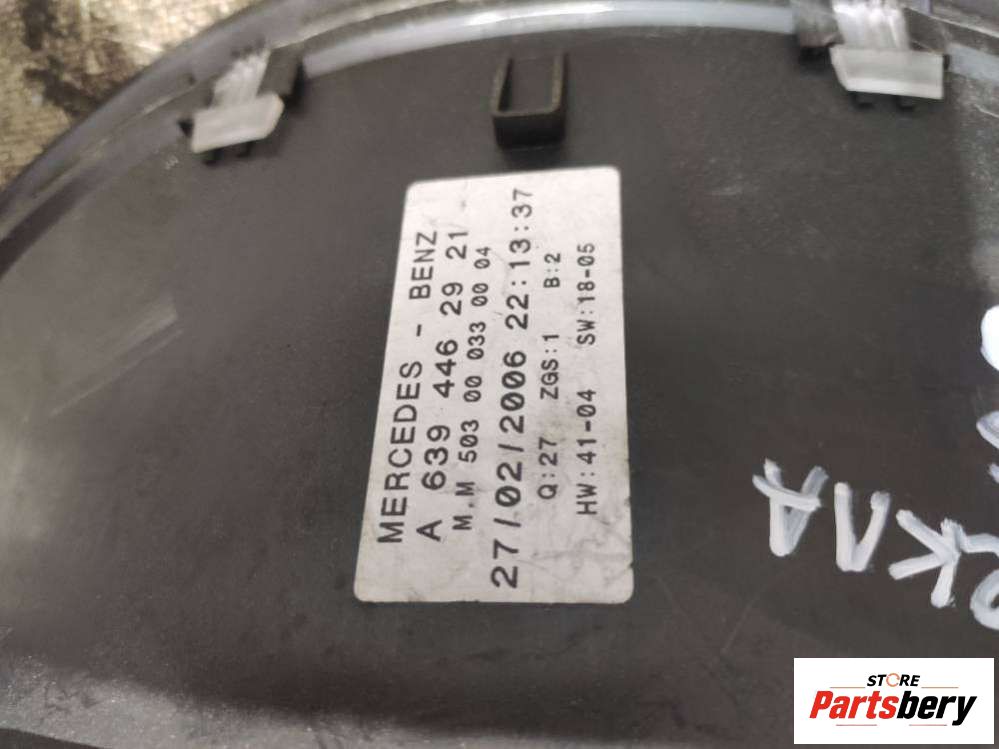 MERCEDES - BENZ
A 639 446 29 21
M.M 503 00 033 00 04
27/02/2006 22:13:37
Q:27 ZGS:1 B:2
HW:41-04 SW:18-05
STORE
Partsbery